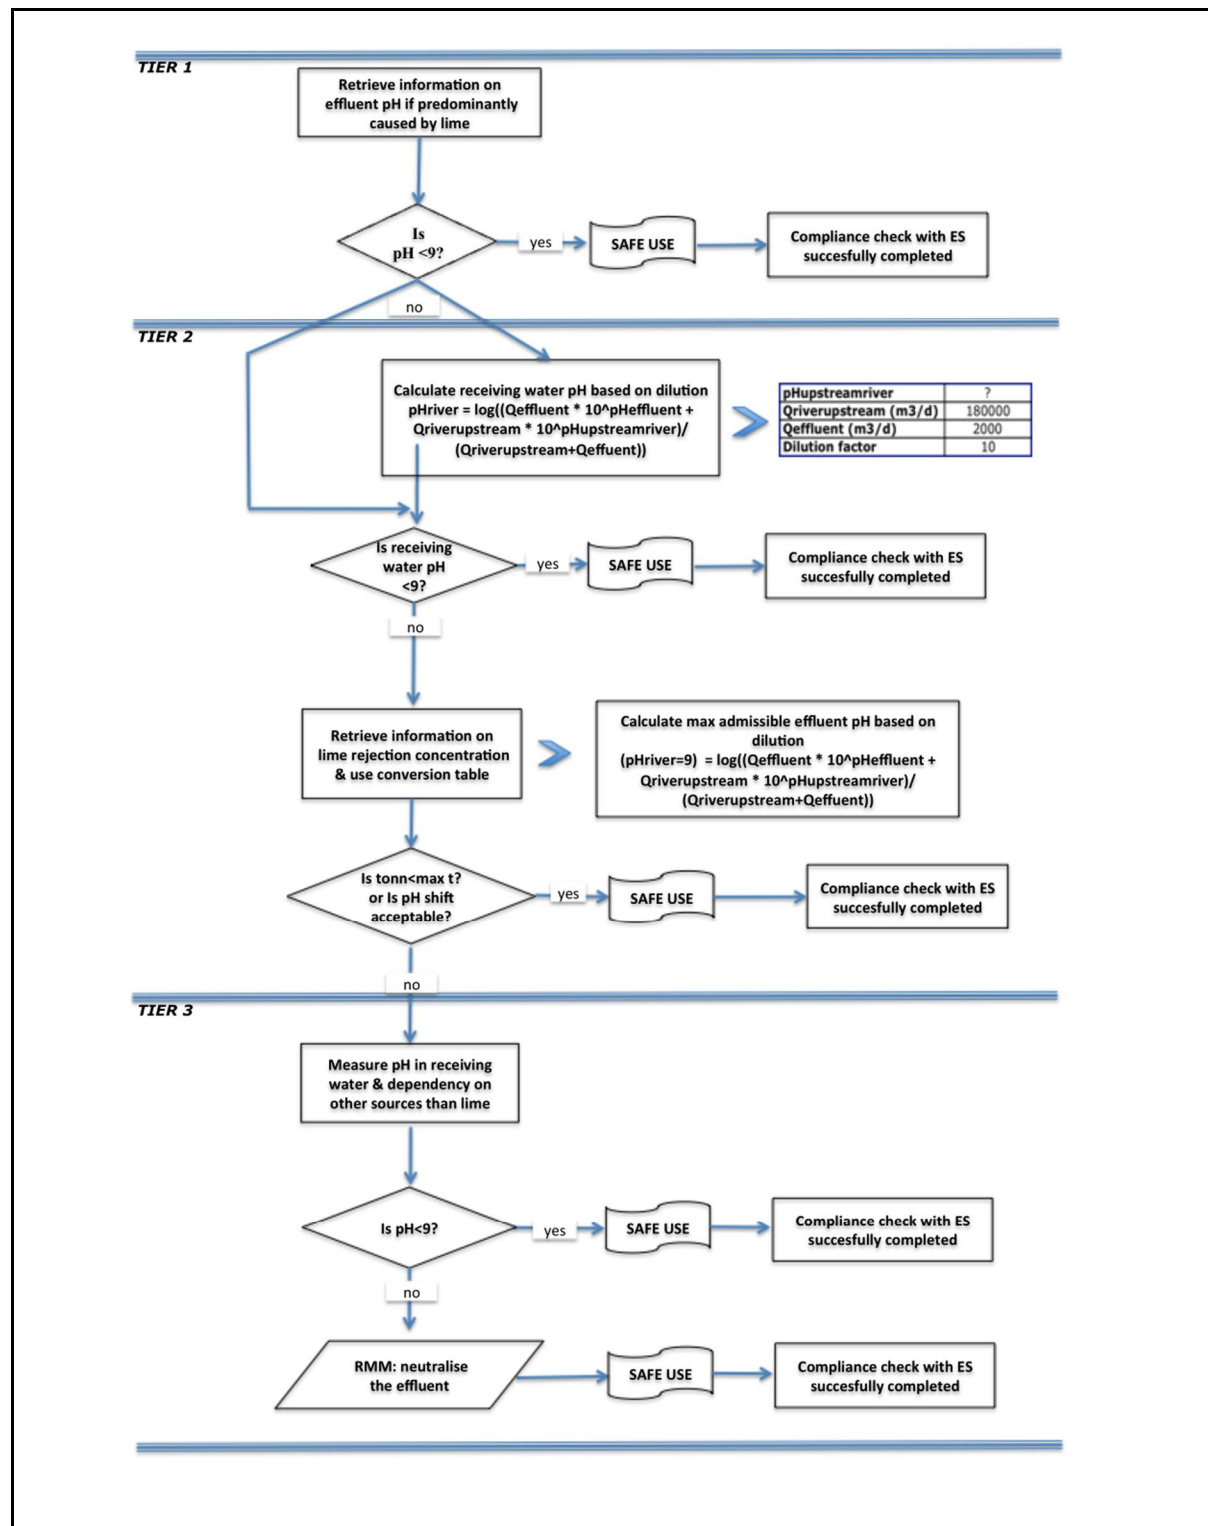 TIER 1
Retrieve information on
effluent pH if predominantly
caused by lime
Is
pH <9?
yes
SAFE USE
Compliance check with ES
succesfully completed
no
TIER 2
Calculate receiving water pH based on dilution
pHriver = log((Qeffluent * 10^pHeffluent +
Qriverupstream * 10^pHupstreamriver)/
(Qriverupstream+Qeffuent))
pHupstreamriver ?
Qriverupstream (m3/d) 180000
Qeffluent (m3/d) 2000
Dilution factor 10
Is receiving
water pH
<9?
yes
SAFE USE
Compliance check with ES
succesfully completed
no
Retrieve information on
lime rejection concentration
& use conversion table
Calculate max admissible effluent pH based on
dilution
(pHriver=9) = log((Qeffluent * 10^pHeffluent +
Qriverupstream * 10^pHupstreamriver)/
(Qriverupstream+Qeffuent))
Is tonn<max t?
or Is pH shift
acceptable?
yes
SAFE USE
Compliance check with ES
succesfully completed
no
TIER 3
Measure pH in receiving
water & dependency on
other sources than lime
Is pH<9?
yes
SAFE USE
Compliance check with ES
succesfully completed
no
RMM: neutralise
the effluent
SAFE USE
Compliance check with ES
succesfully completed